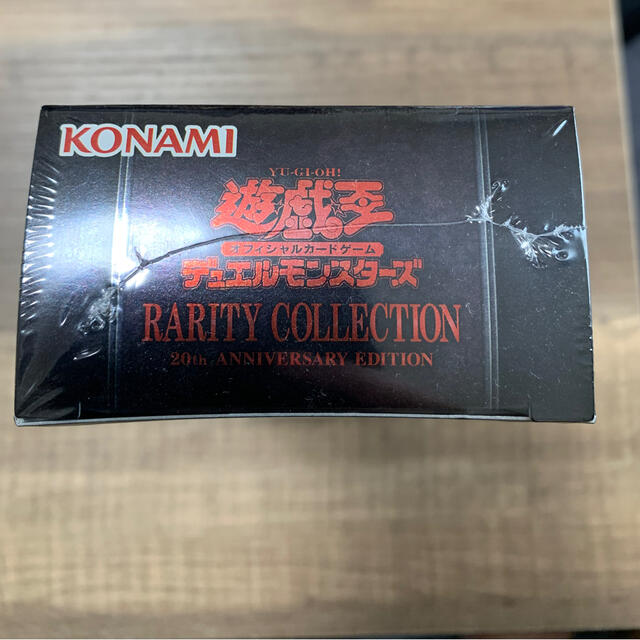 KONAMI
YU-GI-OH!
遊戯王
オフィシャルカードゲーム
デュエルモンスターズ
RARITY COLLECTION
20th ANNIVERSARY EDITION